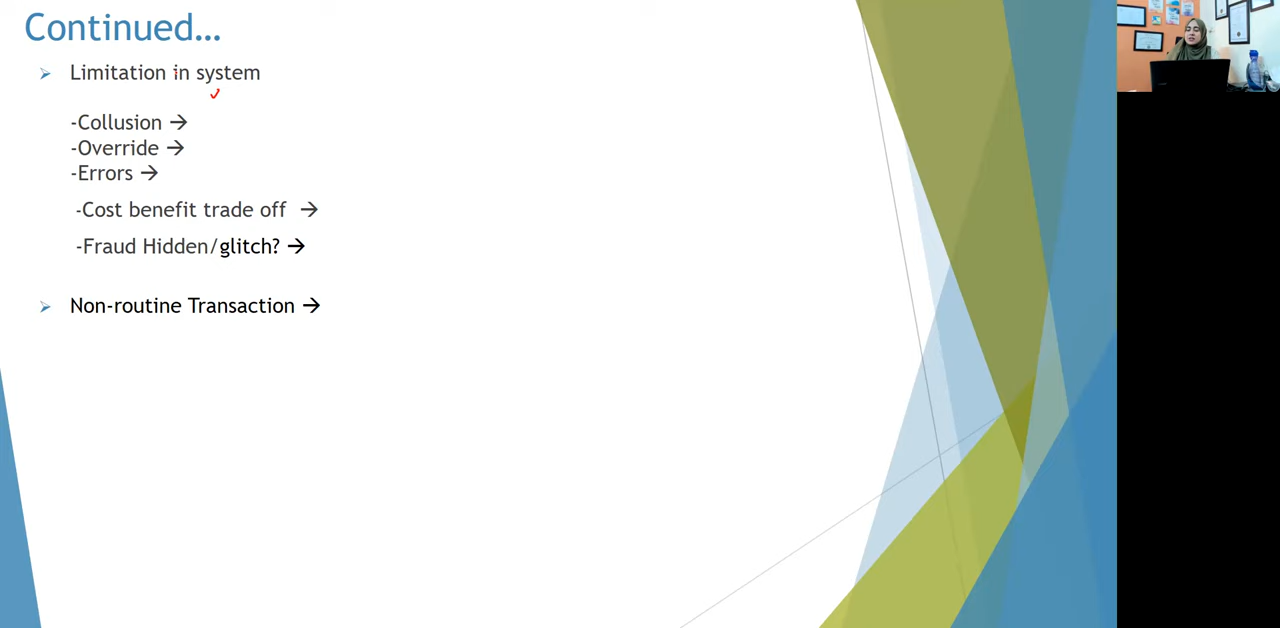 Continued...
Limitation in system
-Collusion →
-Override →
-Errors →
-Cost benefit trade off →
-Fraud Hidden/glitch? →
Non-routine Transaction →